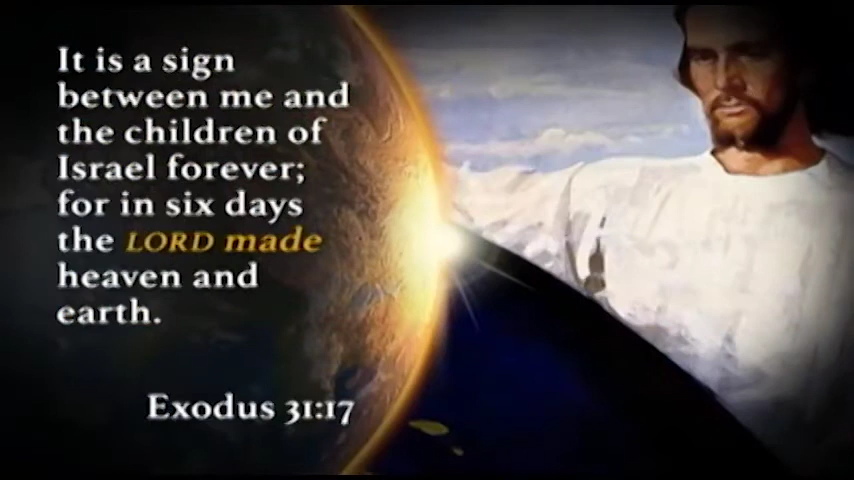 It is a sign
between me and
the children of
Israel forever;
for in six days
the LORD made
heaven and
earth.
Exodus 31:17